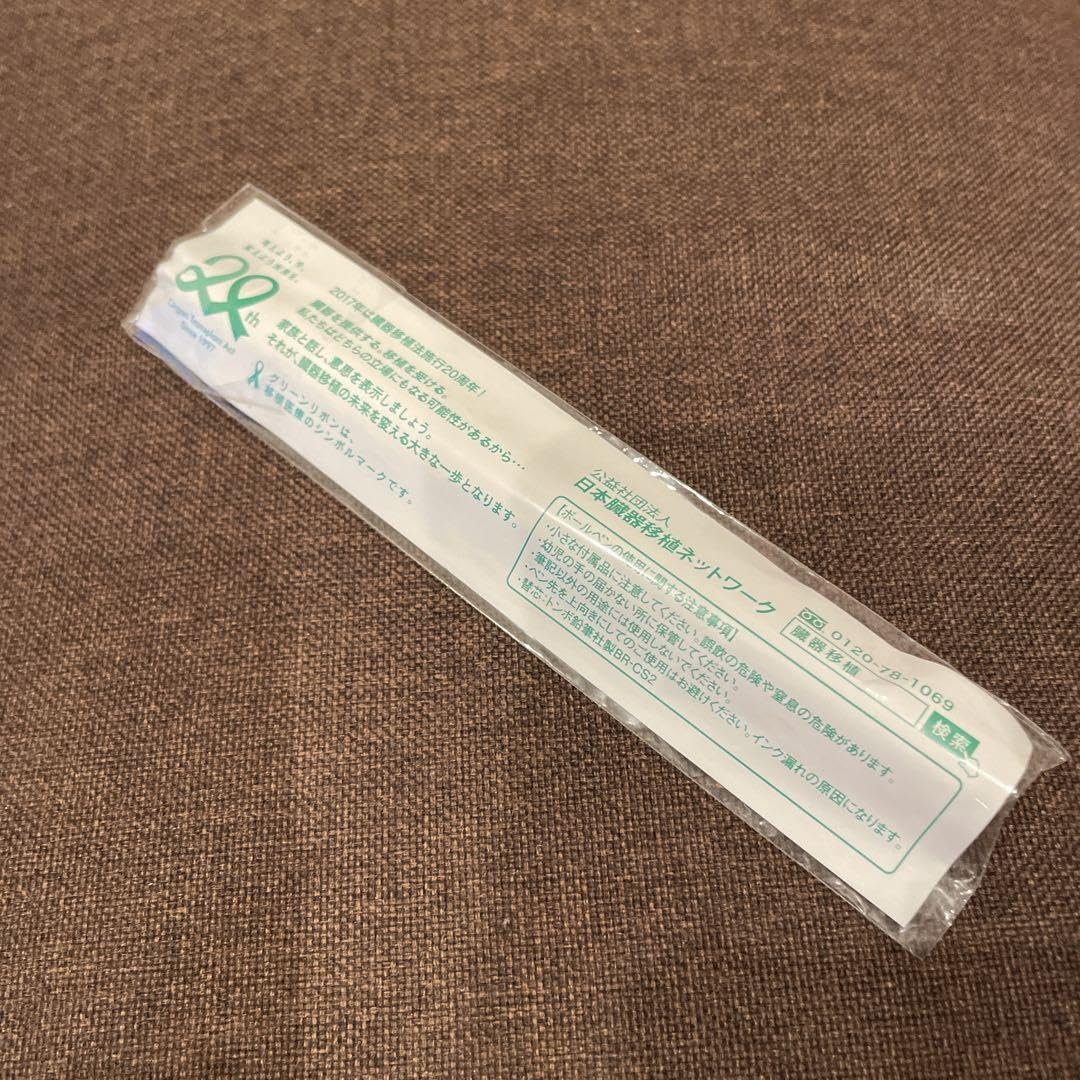 考えよう、今。
変えよう未来を。
20th
Organ Transplant Act
Since 1997
2017年は臓器移植法施行20周年！
臓器を提供する。移植を受ける。
私たちはどちらの立場にもなる可能性があるから…
家族と話し、意思を表示しましょう。
それが、臓器移植の未来を変える大きな一歩となります。
グリーンリボンは、
移植医療のシンボルマークです。
公益社団法人
日本臓器移植ネットワーク
0120-78-1069
臓器移植 検索
【ボールペンの使用に関する注意事項】
・小さな付属品に注意してください。誤飲の危険や窒息の危険があります。
・幼児の手の届かない所に保管してください。
・筆記以外の用途には使用しないでください。
・ペン先を上向きにしてのご使用はお避けください。インク漏れの原因になります。
・替芯：トンボ鉛筆社製BR-CS2